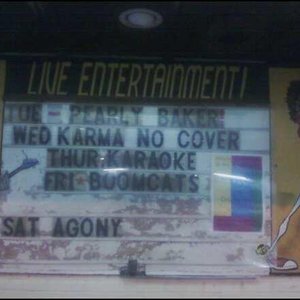 LIVE ENTERTAINMENT!
TUE - PEARLY BAKER
WED KARMA NO COVER
THUR KARAOKE
FRI BOOMCATS
SAT AGONY